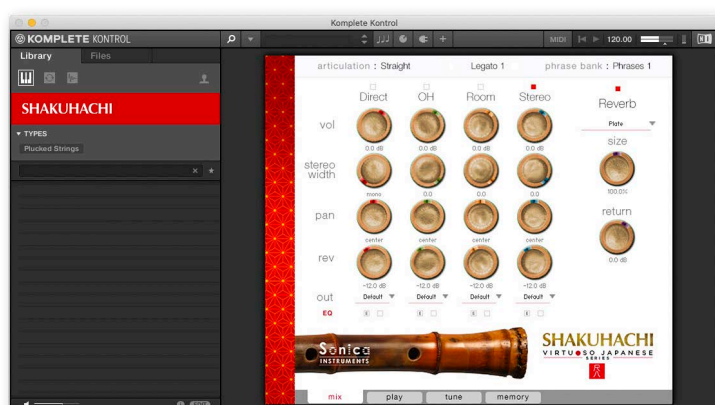 Komplete Kontrol
KOMPLETE KONTROL
MIDI 120.00
Library Files
SHAKUHACHI
TYPES
Plucked Strings
articulation : Straight Legato 1 phrase bank : Phrases 1
Direct OH Room Stereo Reverb
Plate
vol
0.0 dB 0.0 dB 0.0 dB 0.0 dB
size
stereo width
mono 0.0 0.0 0.0
100.0%
pan
center center center center
return
rev
-12.0 dB -12.0 dB -12.0 dB -12.0 dB
0.0 dB
out Default Default Default Default
EQ
Sonica
INSTRUMENTS
SHAKUHACHI
VIRTUOSO JAPANESE
SERIES
mix play tune memory
EDIT